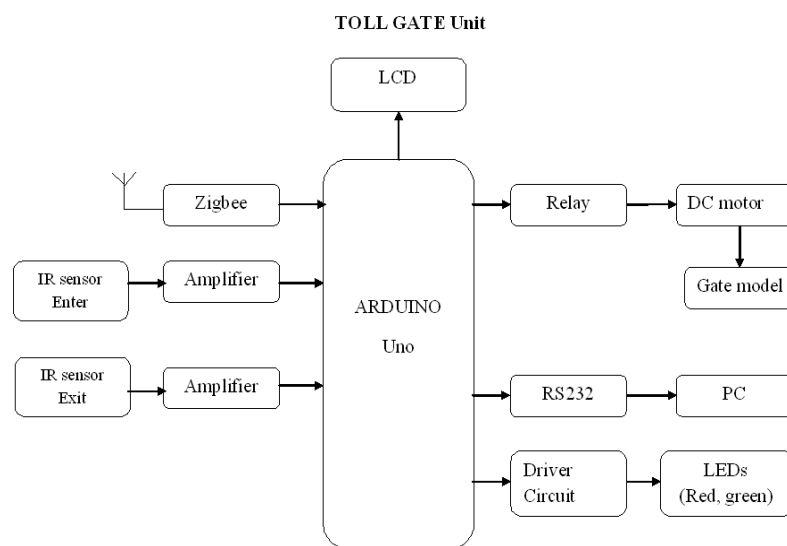 TOLL GATE Unit
LCD
Zigbee
Relay
DC motor
IR sensor
Enter
Amplifier
Gate model
ARDUINO
Uno
IR sensor
Exit
Amplifier
RS232
PC
Driver
Circuit
LEDs
(Red, green)